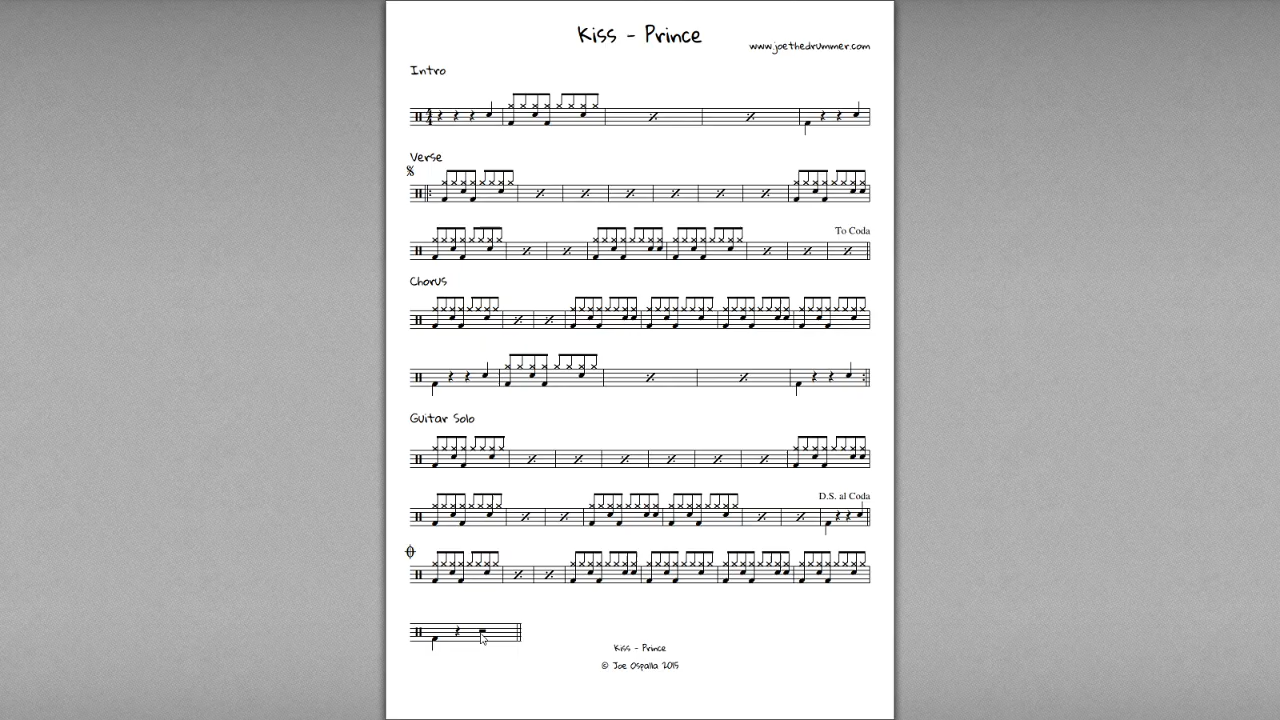 Kiss - Prince
www.joethedrummer.com
Intro
Verse
To Coda
Chorus
Guitar Solo
D.S. al Coda
Kiss - Prince
© Joe Ospalla 2015